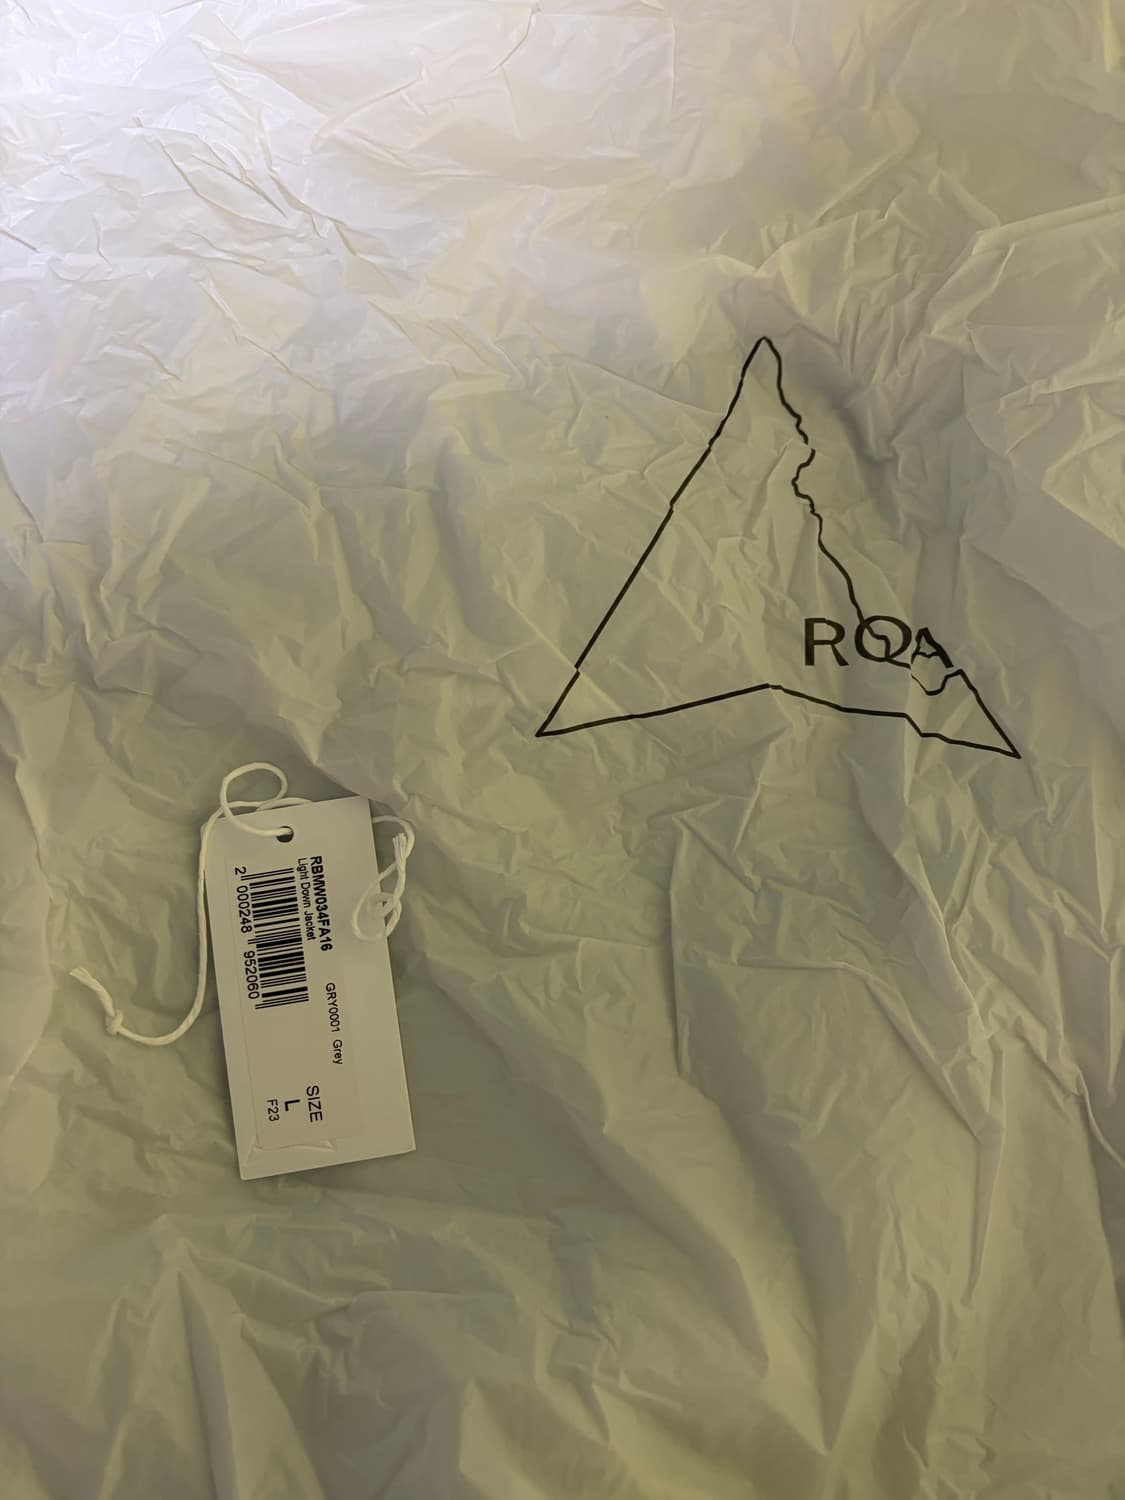 ROA
RBMW034FA16
Light Down Jacket
GRY0001 Grey
2 000248 952060
SIZE
L
F23